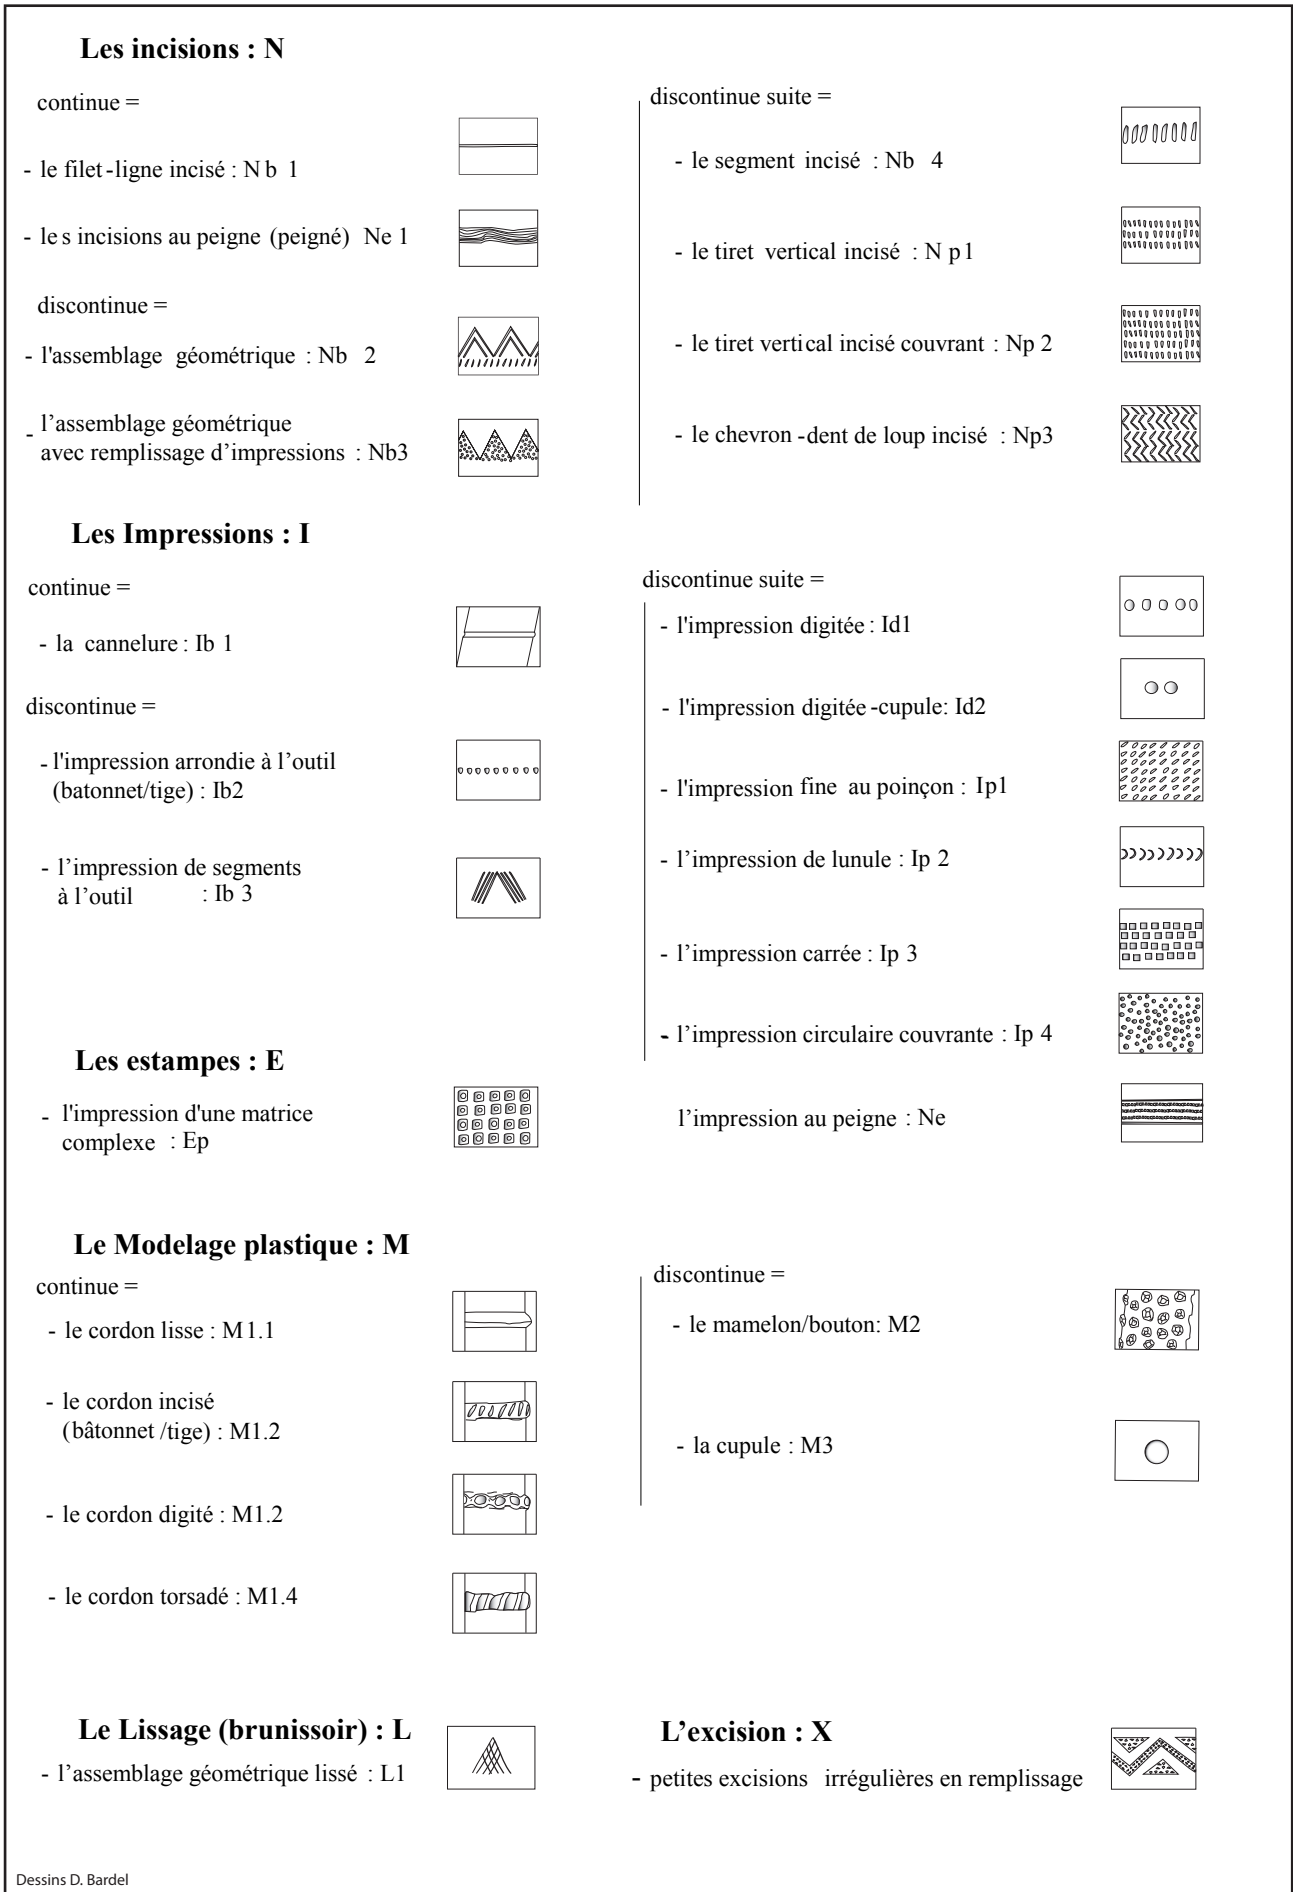 Les incisions : N
continue =
- le filet-ligne incisé : N b 1
- le s incisions au peigne (peigné) Ne 1
discontinue =
- l'assemblage géométrique : Nb 2
- l’assemblage géométrique
avec remplissage d’impressions : Nb3
discontinue suite =
- le segment incisé : Nb 4
- le tiret vertical incisé : N p1
- le tiret vertical incisé couvrant : Np 2
- le chevron -dent de loup incisé : Np3
Les Impressions : I
continue =
- la cannelure : Ib 1
discontinue =
- l'impression arrondie à l’outil
(batonnet/tige) : Ib2
- l’impression de segments
à l’outil : Ib 3
discontinue suite =
- l'impression digitée : Id1
- l'impression digitée -cupule: Id2
- l'impression fine au poinçon : Ip1
- l’impression de lunule : Ip 2
- l’impression carrée : Ip 3
- l’impression circulaire couvrante : Ip 4
l’impression au peigne : Ne
Les estampes : E
- l'impression d'une matrice
complexe : Ep
Le Modelage plastique : M
continue =
- le cordon lisse : M1.1
- le cordon incisé
(bâtonnet /tige) : M1.2
- le cordon digité : M1.2
- le cordon torsadé : M1.4
discontinue =
- le mamelon/bouton: M2
- la cupule : M3
Le Lissage (brunissoir) : L
- l’assemblage géométrique lissé : L1
L’excision : X
- petites excisions irrégulières en remplissage
Dessins D. Bardel